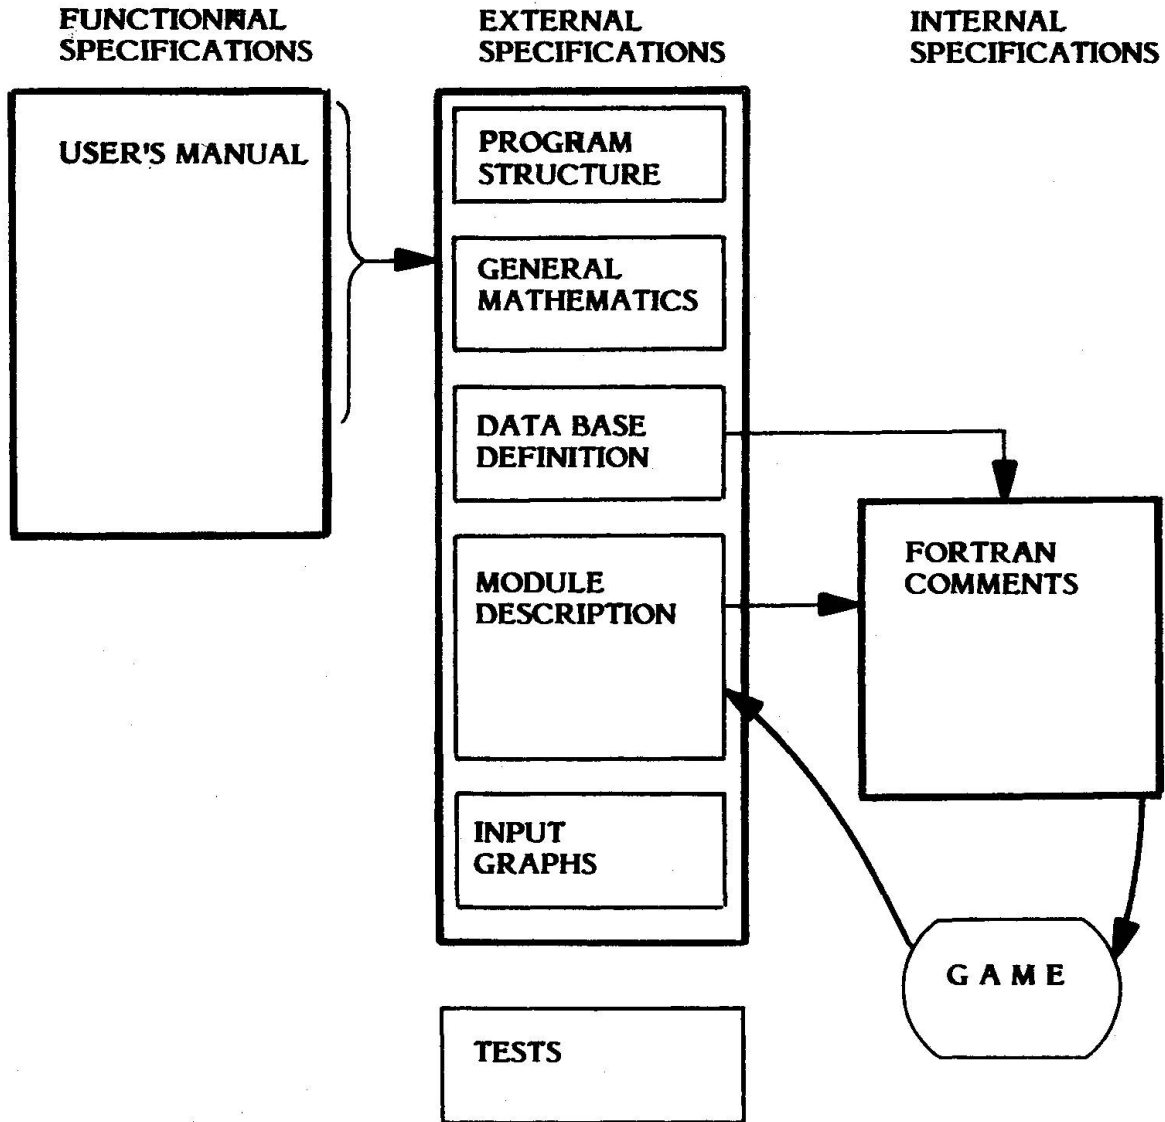 FUNCTIONNAL
SPECIFICATIONS
EXTERNAL
SPECIFICATIONS
INTERNAL
SPECIFICATIONS
USER'S MANUAL
PROGRAM
STRUCTURE
GENERAL
MATHEMATICS
DATA BASE
DEFINITION
MODULE
DESCRIPTION
FORTRAN
COMMENTS
INPUT
GRAPHS
G A M E
TESTS